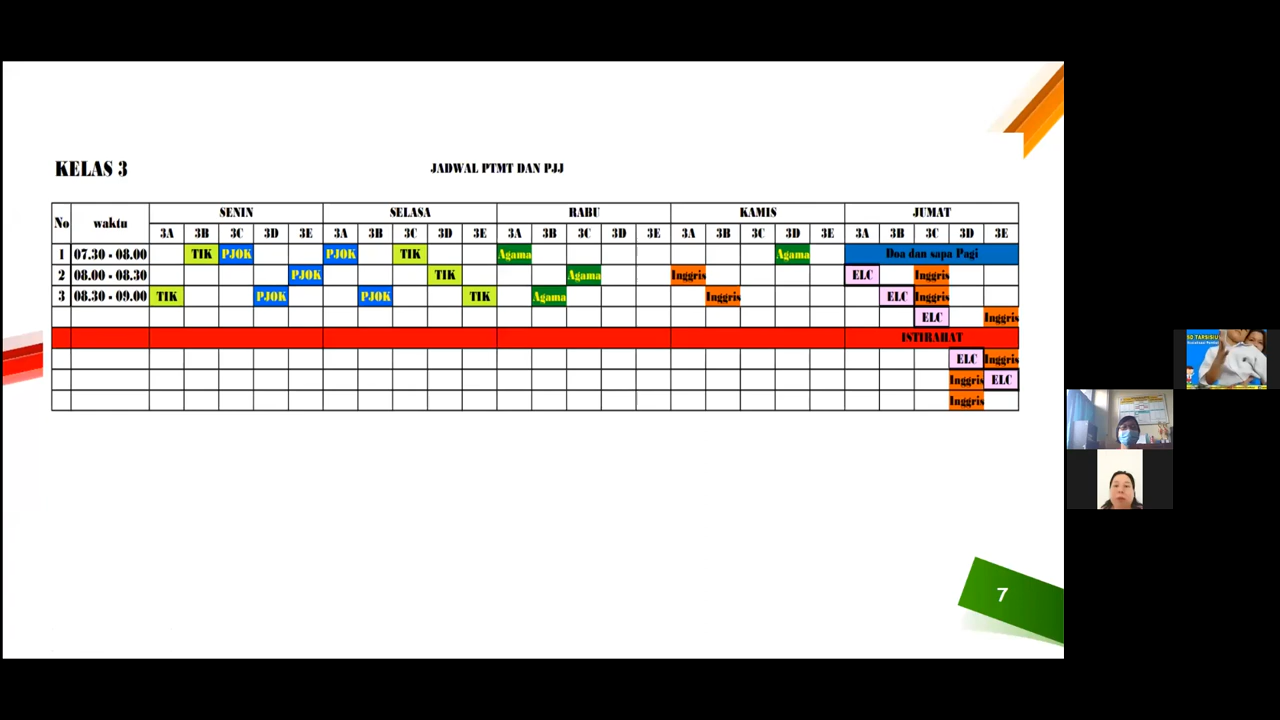 KELAS 3
JADWAL PTMT DAN PJJ
No waktu SENIN SELASA RABU KAMIS JUMAT
3A 3B 3C 3D 3E 3A 3B 3C 3D 3E 3A 3B 3C 3D 3E 3A 3B 3C 3D 3E 3A 3B 3C 3D 3E
1 07.30 - 08.00 TIK PJOK PJOK TIK Agama Agama Doa dan sapa Pagi
2 08.00 - 08.30 PJOK TIK Agama Inggris ELC Inggris
3 08.30 - 09.00 TIK PJOK PJOK TIK Agama Inggris ELC Inggris
ELC Inggris
ISTIRAHAT
ELC Inggris
Inggris ELC
Inggris
7